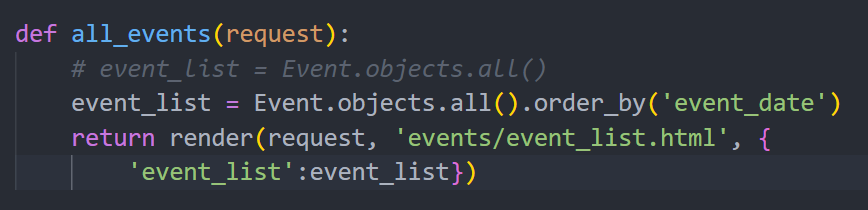 def all_events(request):
    # event_list = Event.objects.all()
    event_list = Event.objects.all().order_by('event_date')
    return render(request, 'events/event_list.html', {
        'event_list':event_list})